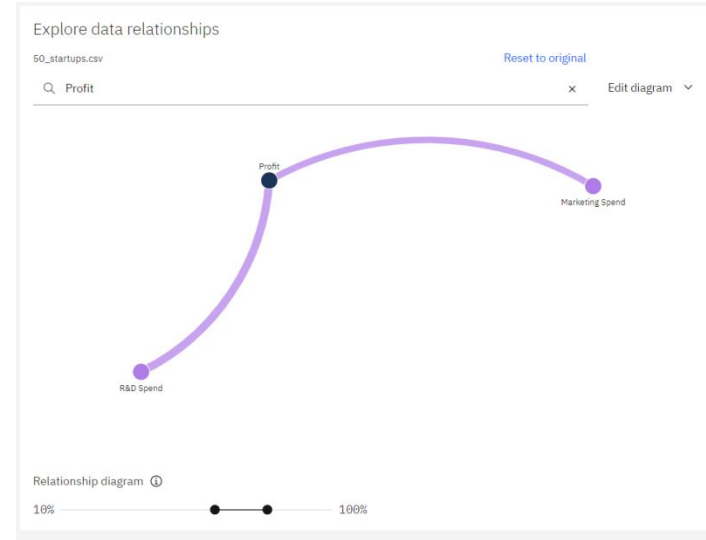 Explore data relationships
50_startups.csv
Reset to original
Profit
Edit diagram
Profit
Marketing Spend
R&D Spend
Relationship diagram
10%
100%